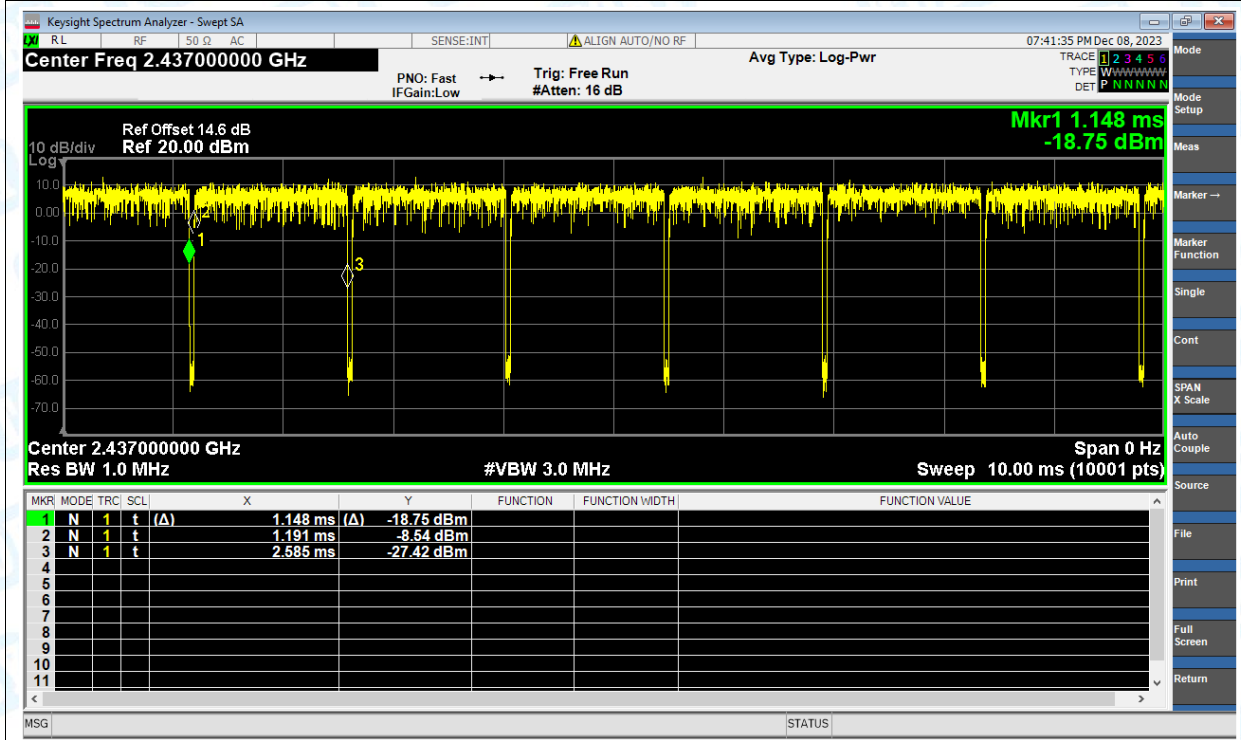 Keysight Spectrum Analyzer - Swept SA
LXI RL RF 50 Ω AC SENSE:INT ALIGN AUTO/NO RF 07:41:35 PM Dec 08, 2023
Center Freq 2.437000000 GHz
PNO: Fast
IFGain:Low
Trig: Free Run
#Atten: 16 dB
Avg Type: Log-Pwr
TRACE 1 2 3 4 5 6
TYPE WWWWWW
DET P N N N N N
Ref Offset 14.6 dB
10 dB/div Ref 20.00 dBm
Log
Mkr1 1.148 ms
-18.75 dBm
10.0
0.00
-10.0
-20.0
-30.0
-40.0
-50.0
-60.0
-70.0
2
1
3
Center 2.437000000 GHz Span 0 Hz
Res BW 1.0 MHz #VBW 3.0 MHz Sweep 10.00 ms (10001 pts)
MKR MODE TRC SCL X Y FUNCTION FUNCTION WIDTH FUNCTION VALUE
1 N 1 t (Δ) 1.148 ms (Δ) -18.75 dBm
2 N 1 t 1.191 ms -8.54 dBm
3 N 1 t 2.585 ms -27.42 dBm
4
5
6
7
8
9
10
11
MSG STATUS
Mode
Mode
Setup
Meas
Marker →
Marker
Function
Single
Cont
SPAN
X Scale
Auto
Couple
Source
File
Print
Full
Screen
Return